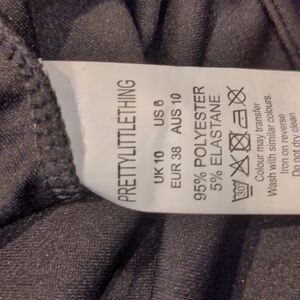 PRETTYLITTLETHING
UK 10 US 6
EUR 38 AUS 10
95% POLYESTER
5% ELASTANE
30°
Colour may transfer
Wash with similar colours.
Iron on reverse
Do not dry clean